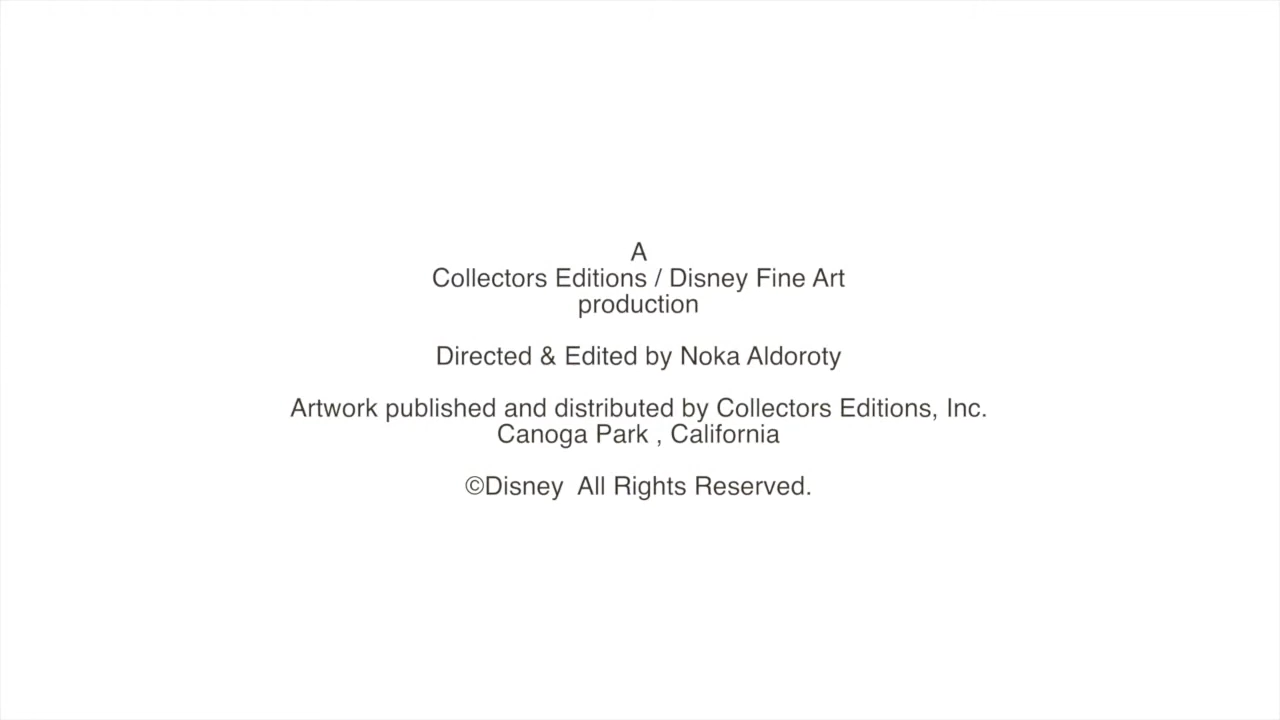 A
Collectors Editions / Disney Fine Art
production
Directed & Edited by Noka Aldoroty
Artwork published and distributed by Collectors Editions, Inc.
Canoga Park , California
©Disney  All Rights Reserved.